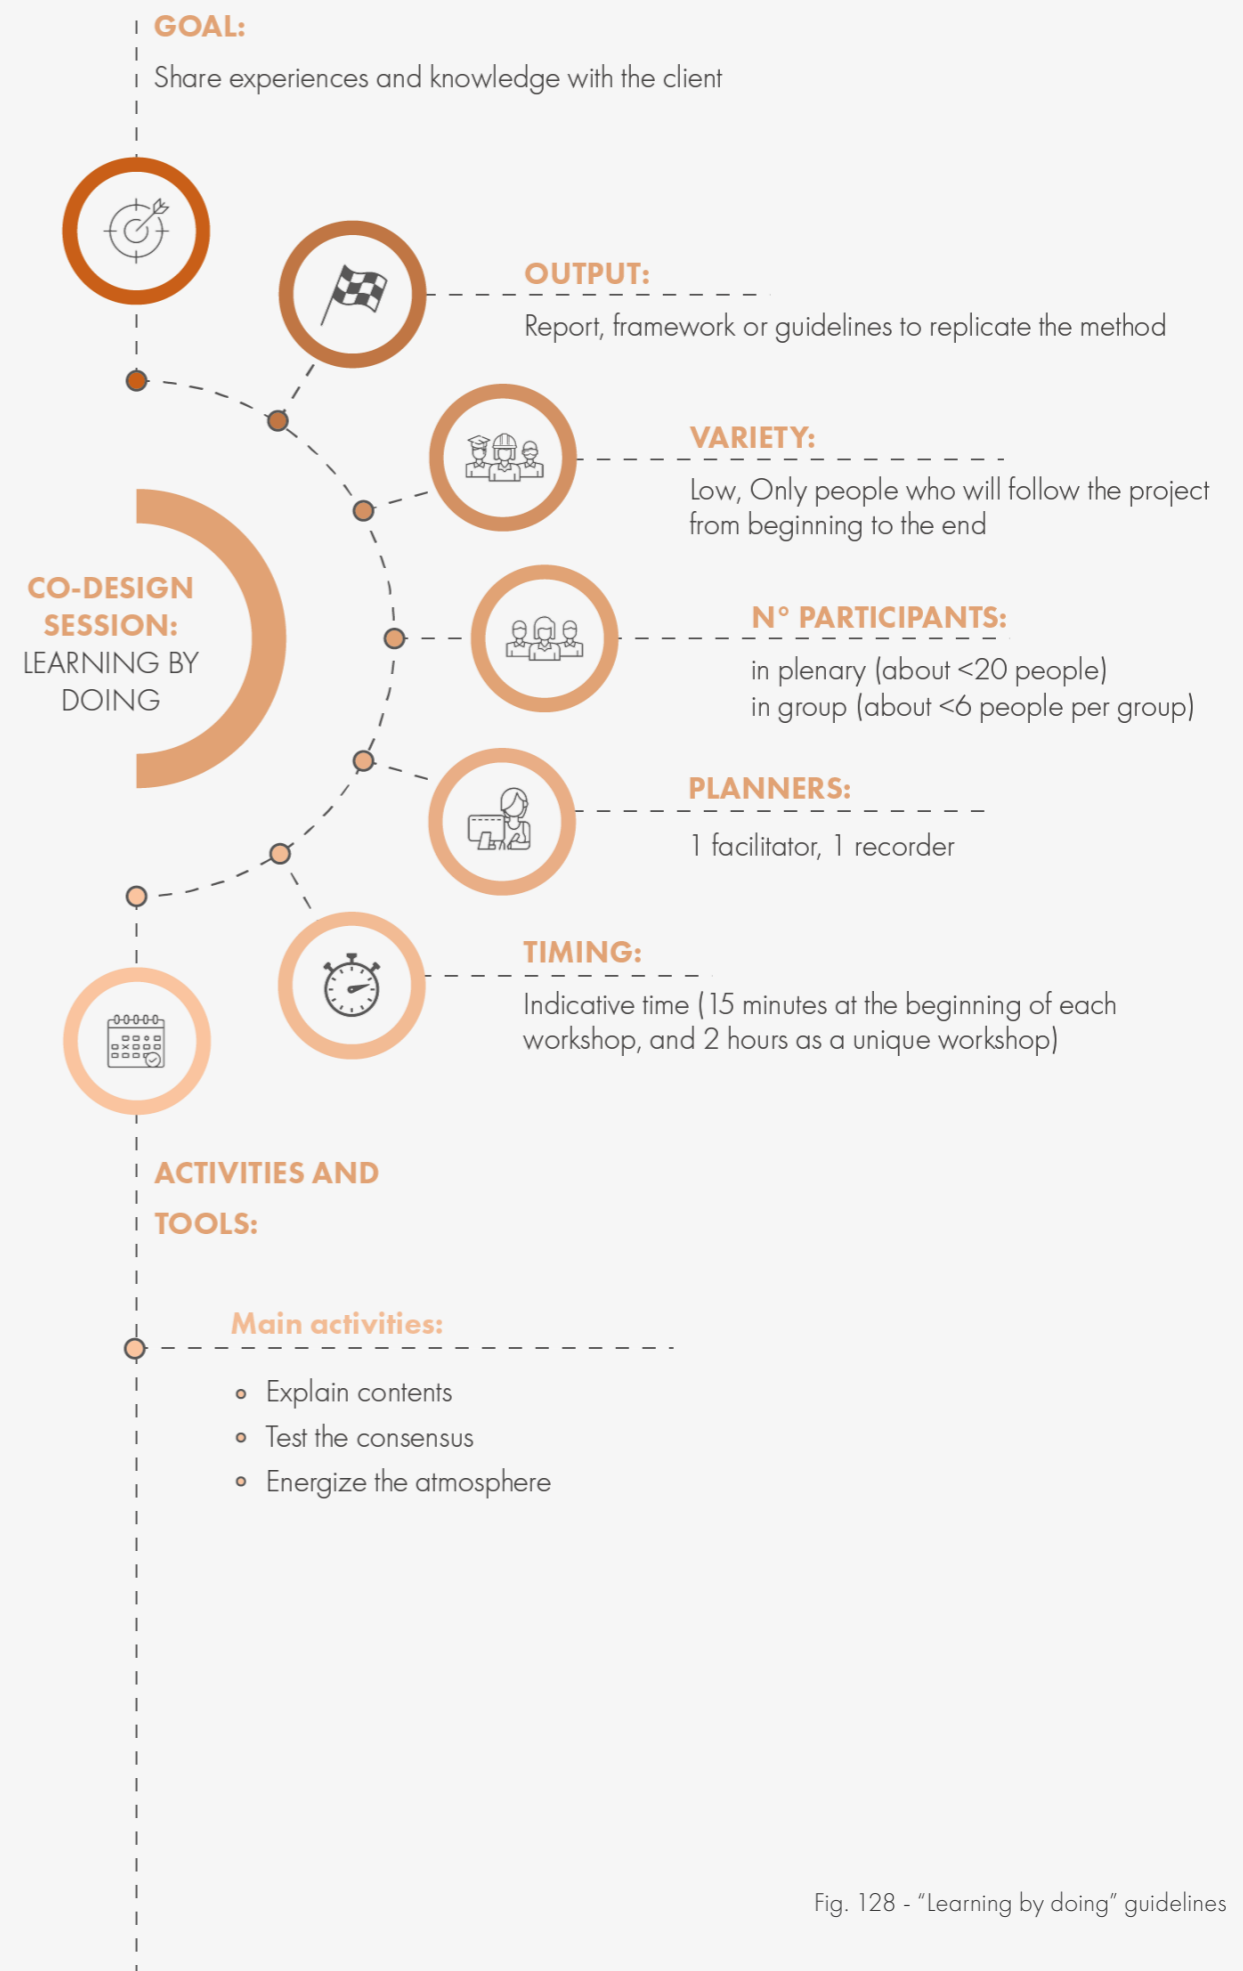 GOAL:
Share experiences and knowledge with the client
OUTPUT:
Report, framework or guidelines to replicate the method
VARIETY:
Low, Only people who will follow the project
from beginning to the end
CO-DESIGN
SESSION:
LEARNING BY
DOING
N° PARTICIPANTS:
in plenary (about <20 people)
in group (about <6 people per group)
PLANNERS:
1 facilitator, 1 recorder
TIMING:
Indicative time (15 minutes at the beginning of each
workshop, and 2 hours as a unique workshop)
ACTIVITIES AND
TOOLS:
Main activities:
Explain contents
Test the consensus
Energize the atmosphere
Fig. 128 - “Learning by doing” guidelines